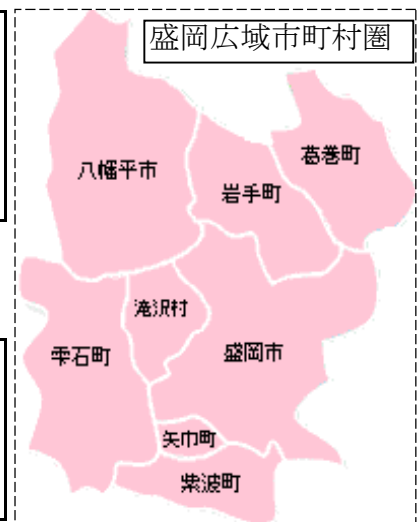 盛岡広域市町村圏
葛巻町
八幡平市
岩手町
滝沢村
雫石町
盛岡市
矢巾町
紫波町